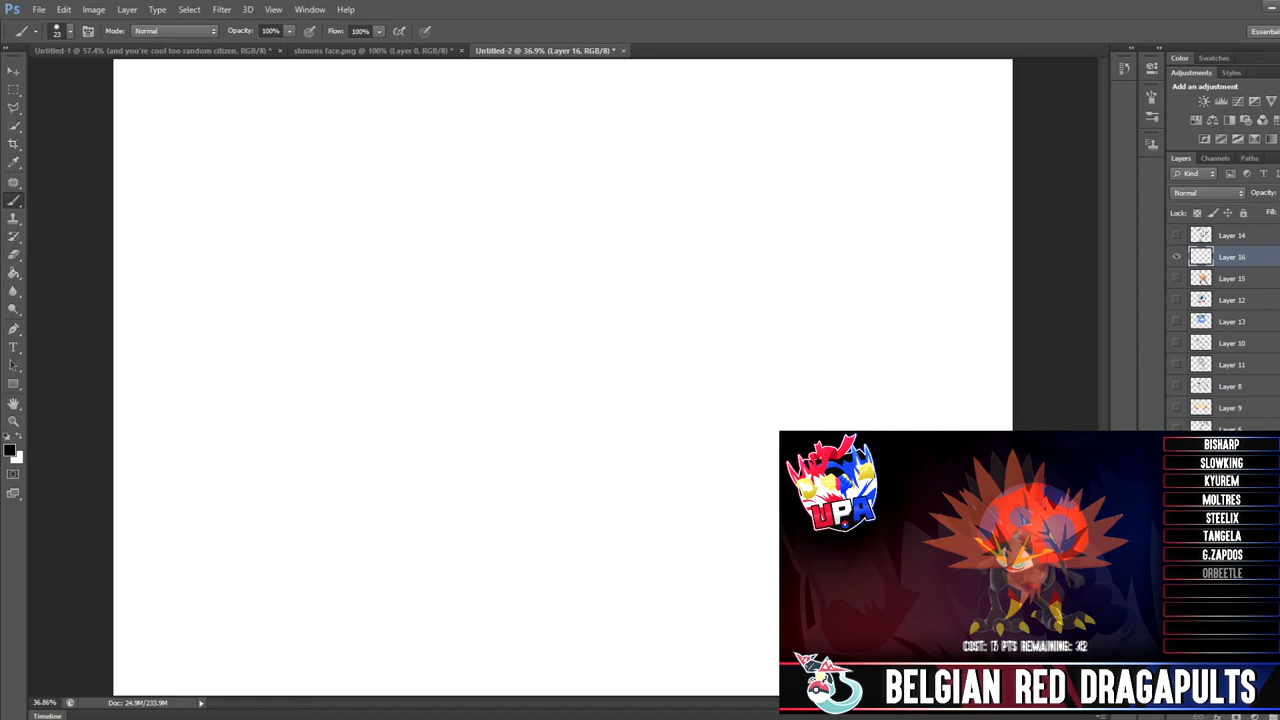 Ps File Edit Image Layer Type Select Filter 3D View Window Help
23 Mode: Normal Opacity: 100% Flow: 100% Essential
Untitled-1 @ 57.4% (and you're cool too random citizen, RGB/8) * × shmons face.png @ 100% (Layer 0, RGB/8) * × Untitled-2 @ 36.9% (Layer 16, RGB/8) * ×
Color Swatches
Adjustments Styles
Add an adjustment
Layers Channels Paths
Kind
Normal Opacity:
Lock: Fill:
Layer 14
Layer 16
Layer 15
Layer 12
Layer 13
Layer 10
Layer 11
Layer 8
Layer 9
Layer 6
UPA
BISHARP
SLOWKING
KYUREM
MOLTRES
STEELIX
TANGELA
G.ZAPDOS
ORBEETLE
BELGIAN RED DRAGAPULTS
36.86% Doc: 24.9M/233.9M
Timeline